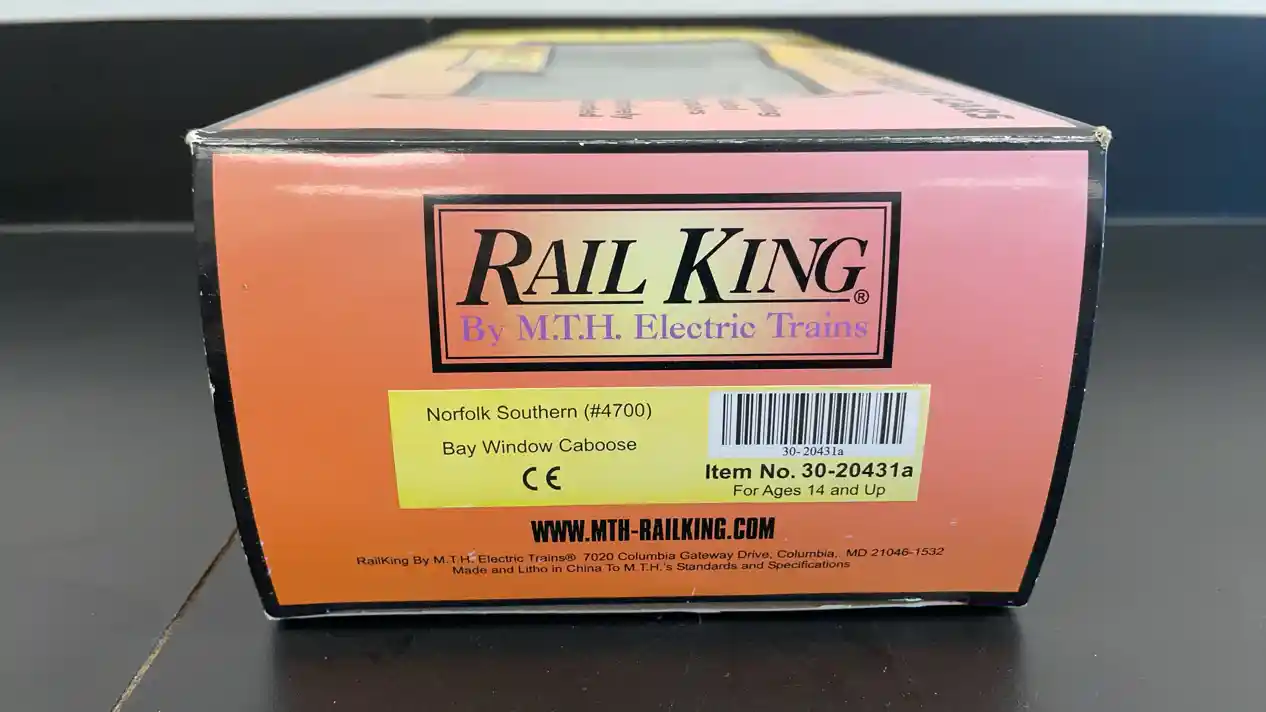 CARS
RAIL KING®
By M.T.H. Electric Trains
Norfolk Southern (#4700)
Bay Window Caboose
CE
30-20431a
Item No. 30-20431a
For Ages 14 and Up
WWW.MTH-RAILKING.COM
RailKing By M.T.H. Electric Trains® 7020 Columbia Gateway Drive, Columbia, MD 21046-1532
Made and Litho in China To M.T.H.'s Standards and Specifications